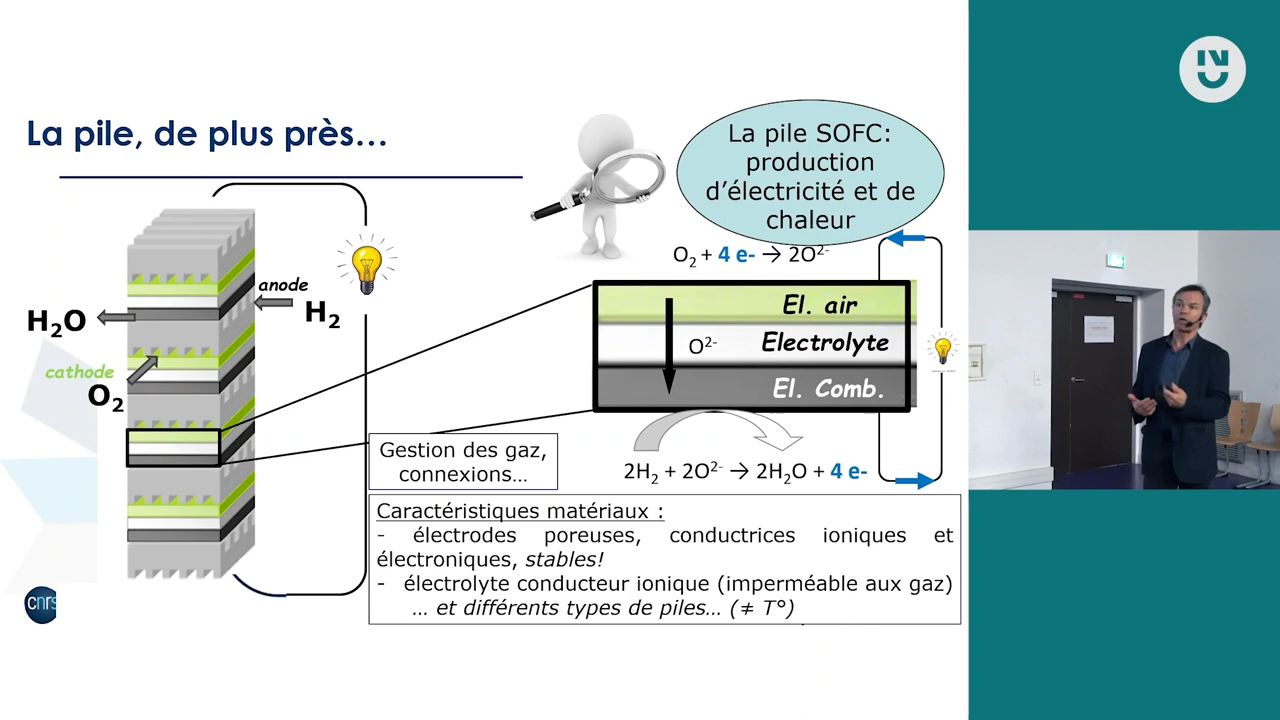 La pile, de plus près…
La pile SOFC:
production
d’électricité et de
chaleur
anode
H₂
H₂O
cathode
O₂
O₂ + 4 e- → 2O²⁻
El. air
O²⁻
Electrolyte
El. Comb.
2H₂ + 2O²⁻ → 2H₂O + 4 e-
Gestion des gaz,
connexions…
Caractéristiques matériaux :
- électrodes poreuses, conductrices ioniques et
électroniques, stables!
- électrolyte conducteur ionique (imperméable aux gaz)
… et différents types de piles… (≠ T°)
cnrs